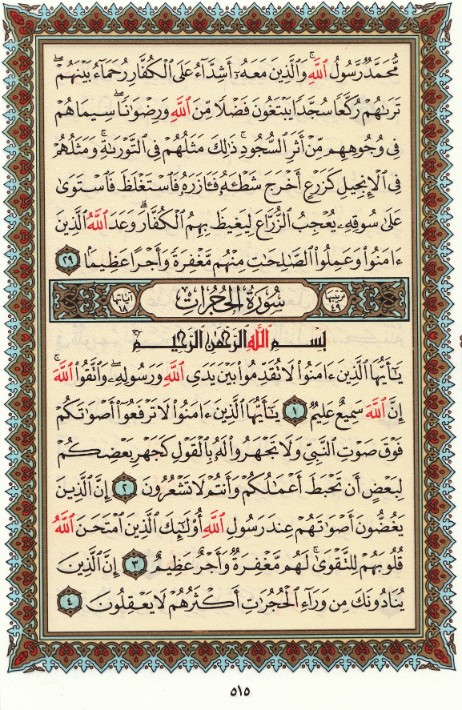 مُّحَمَّدٌ رَّسُولُ ٱللَّهِۚ وَٱلَّذِينَ مَعَهُۥٓ أَشِدَّآءُ عَلَى ٱلْكُفَّارِ رُحَمَآءُ بَيْنَهُمْۖ
تَرَىٰهُمْ رُكَّعًا سُجَّدًا يَبْتَغُونَ فَضْلًا مِّنَ ٱللَّهِ وَرِضْوَٰنًاۖ سِيمَاهُمْ
فِى وُجُوهِهِم مِّنْ أَثَرِ ٱلسُّجُودِۚ ذَٰلِكَ مَثَلُهُمْ فِى ٱلتَّوْرَىٰةِۚ وَمَثَلُهُمْ
فِى ٱلْإِنجِيلِ كَزَرْعٍ أَخْرَجَ شَطْـَٔهُۥ فَـَٔازَرَهُۥ فَٱسْتَغْلَظَ فَٱسْتَوَىٰ
عَلَىٰ سُوقِهِۦ يُعْجِبُ ٱلزُّرَّاعَ لِيَغِيظَ بِهِمُ ٱلْكُفَّارَۗ وَعَدَ ٱللَّهُ ٱلَّذِينَ
ءَامَنُوا۟ وَعَمِلُوا۟ ٱلصَّٰلِحَٰتِ مِنْهُم مَّغْفِرَةً وَأَجْرًا عَظِيمًۢا ٢٩
ترتيبها ٤٩ سُورَةُ الحُجُرَاتِ آياتها ١٨
بِسْمِ ٱللَّهِ ٱلرَّحْمَٰنِ ٱلرَّحِيمِ
يَٰٓأَيُّهَا ٱلَّذِينَ ءَامَنُوا۟ لَا تُقَدِّمُوا۟ بَيْنَ يَدَىِ ٱللَّهِ وَرَسُولِهِۦۖ وَٱتَّقُوا۟ ٱللَّهَۚ
إِنَّ ٱللَّهَ سَمِيعٌ عَلِيمٌ ١ يَٰٓأَيُّهَا ٱلَّذِينَ ءَامَنُوا۟ لَا تَرْفَعُوٓا۟ أَصْوَٰتَكُمْ
فَوْقَ صَوْتِ ٱلنَّبِىِّ وَلَا تَجْهَرُوا۟ لَهُۥ بِٱلْقَوْلِ كَجَهْرِ بَعْضِكُمْ
لِبَعْضٍ أَن تَحْبَطَ أَعْمَٰلُكُمْ وَأَنتُمْ لَا تَشْعُرُونَ ٢ إِنَّ ٱلَّذِينَ
يَغُضُّونَ أَصْوَٰتَهُمْ عِندَ رَسُولِ ٱللَّهِ أُو۟لَٰٓئِكَ ٱلَّذِينَ ٱمْتَحَنَ ٱللَّهُ
قُلُوبَهُمْ لِلتَّقْوَىٰۚ لَهُم مَّغْفِرَةٌ وَأَجْرٌ عَظِيمٌ ٣ إِنَّ ٱلَّذِينَ
يُنَادُونَكَ مِن وَرَآءِ ٱلْحُجُرَٰتِ أَكْثَرُهُمْ لَا يَعْقِلُونَ ٤
٥١٥